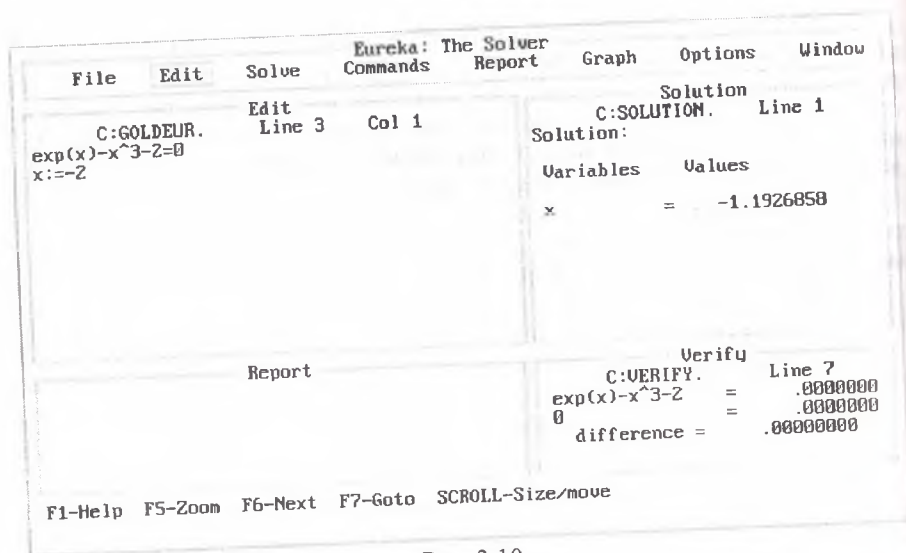 Eureka: The Solver
File Edit Solve Commands Report Graph Options Window
Edit
C:GOLDEUR. Line 3 Col 1
exp(x)-x^3-2=0
x:=-2
Solution
C:SOLUTION. Line 1
Solution:
Variables Values
x = -1.1926858
Report
Verify
C:VERIFY. Line 7
exp(x)-x^3-2 = .0000000
0 = .0000000
difference = .00000000
F1-Help F5-Zoom F6-Next F7-Goto SCROLL-Size/move